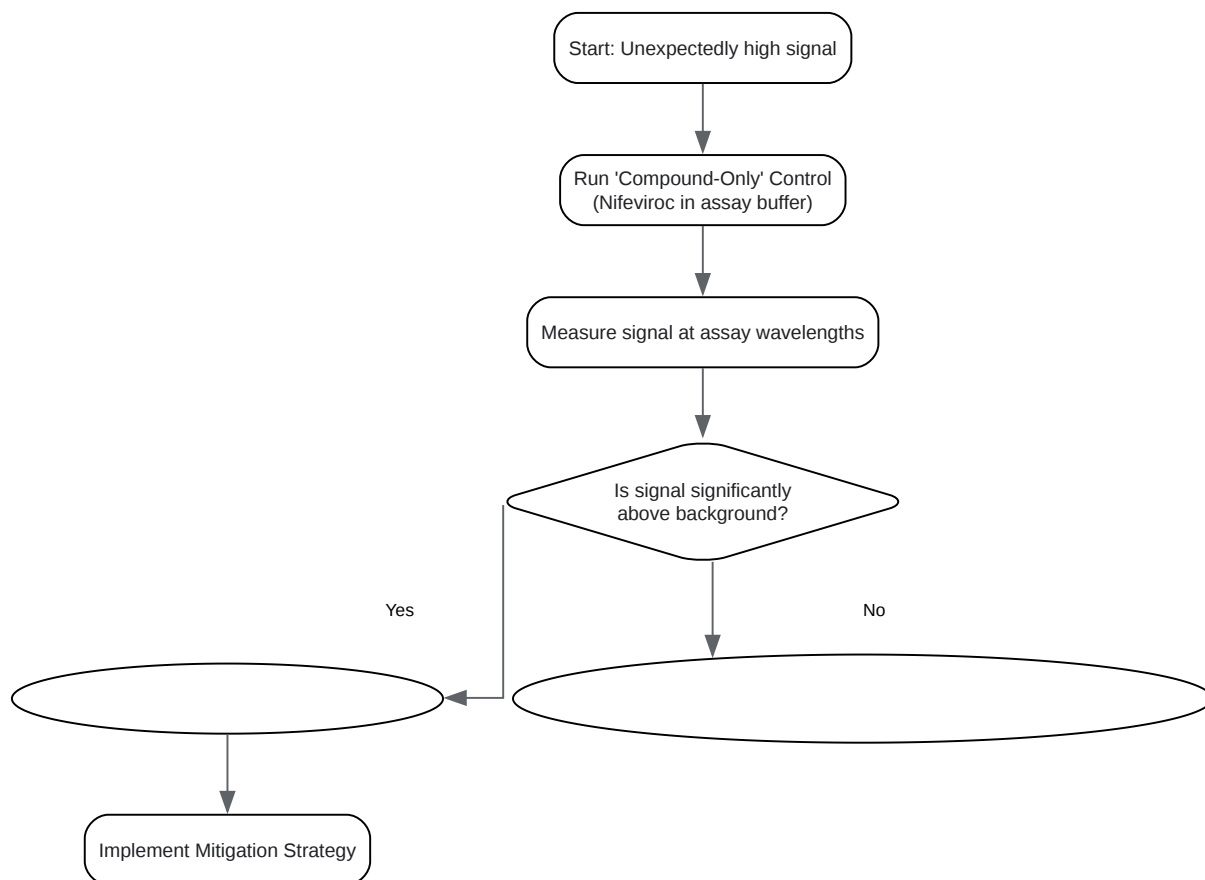 Start: Unexpectedly high signal
Run 'Compound-Only' Control
(Nifeviroc in assay buffer)
Measure signal at assay wavelengths
Is signal significantly
above background?
Yes
No
Implement Mitigation Strategy